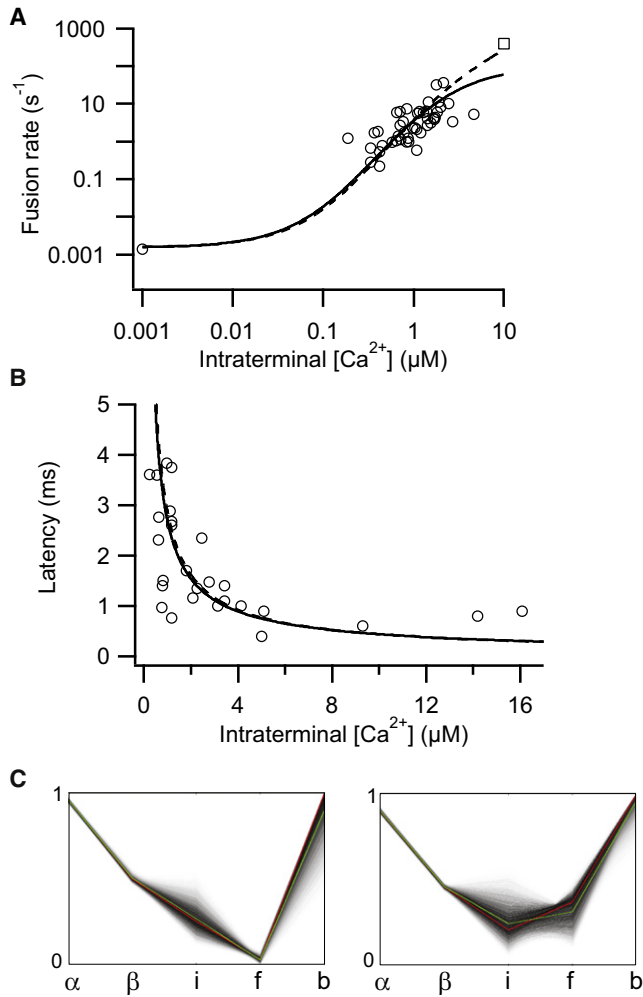 A
1000
10
0.1
0.001
Fusion rate (s⁻¹)
0.001 0.01 0.1 1 10
Intraterminal [Ca²⁺] (µM)
B
5
4
3
2
1
0
Latency (ms)
0 4 8 12 16
Intraterminal [Ca²⁺] (µM)
C
1 1
0 0
α β i f b α β i f b